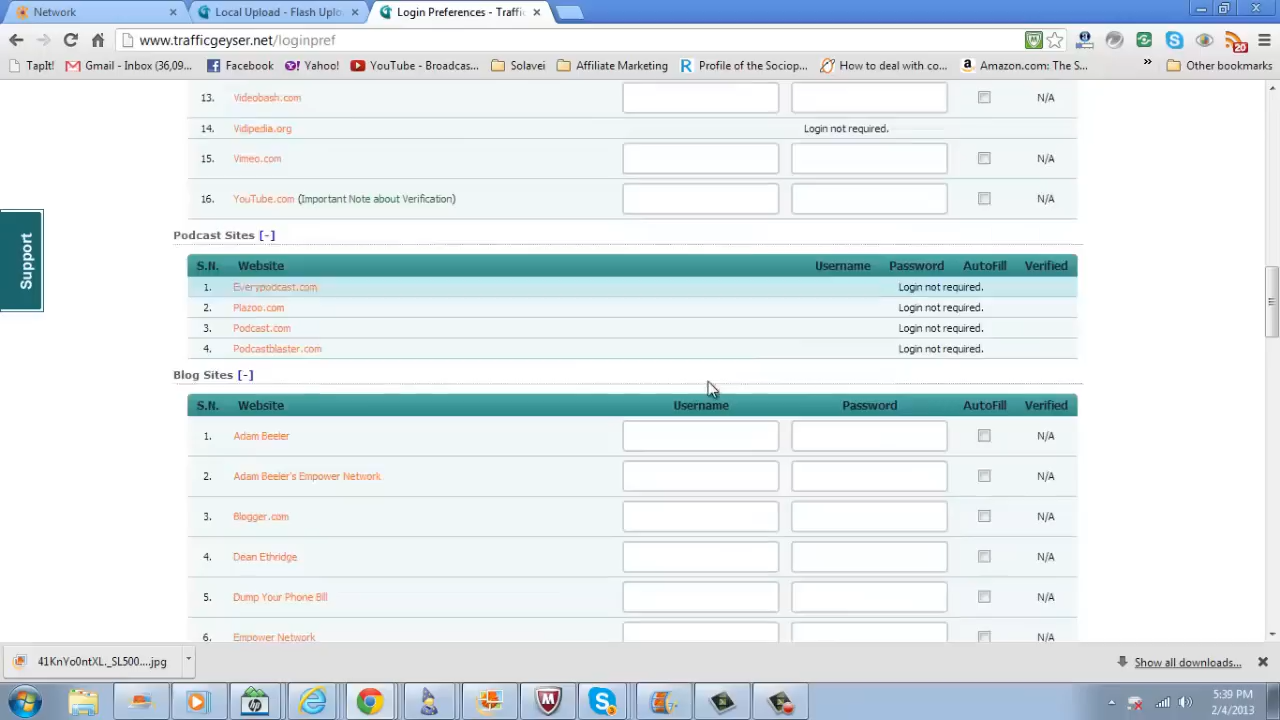 Network
Local Upload - Flash Uplo
Login Preferences - Traffi
www.trafficgeyser.net/loginpref
20
TapIt! Gmail - Inbox (36,09... Facebook Yahoo! YouTube - Broadcas... Solavei Affiliate Marketing Profile of the Sociop... How to deal with co... Amazon.com: The S... » Other bookmarks
13. Videobash.com N/A
14. Vidipedia.org Login not required.
15. Vimeo.com N/A
16. YouTube.com (Important Note about Verification) N/A
Support
Podcast Sites [-]
S.N. Website Username Password AutoFill Verified
1. Everypodcast.com Login not required.
2. Plazoo.com Login not required.
3. Podcast.com Login not required.
4. Podcastblaster.com Login not required.
Blog Sites [-]
S.N. Website Username Password AutoFill Verified
1. Adam Beeler N/A
2. Adam Beeler's Empower Network N/A
3. Blogger.com N/A
4. Dean Ethridge N/A
5. Dump Your Phone Bill N/A
6. Empower Network N/A
41KnYo0ntXL._SL500....jpg Show all downloads...
5:39 PM
2/4/2013